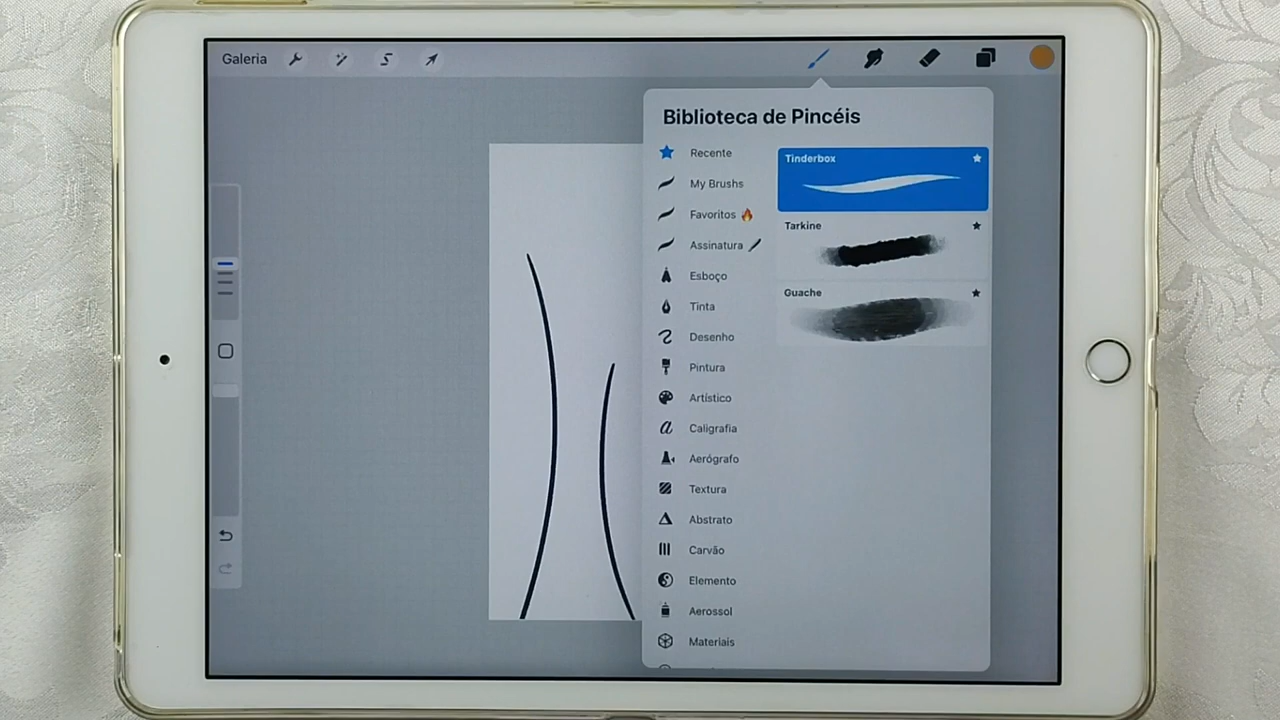 Galeria
Biblioteca de Pincéis
Recente
My Brushs
Favoritos 🔥
Assinatura
Esboço
Tinta
Desenho
Pintura
Artístico
Caligrafia
Aerógrafo
Textura
Abstrato
Carvão
Elemento
Aerossol
Materiais
Tinderbox
Tarkine
Guache